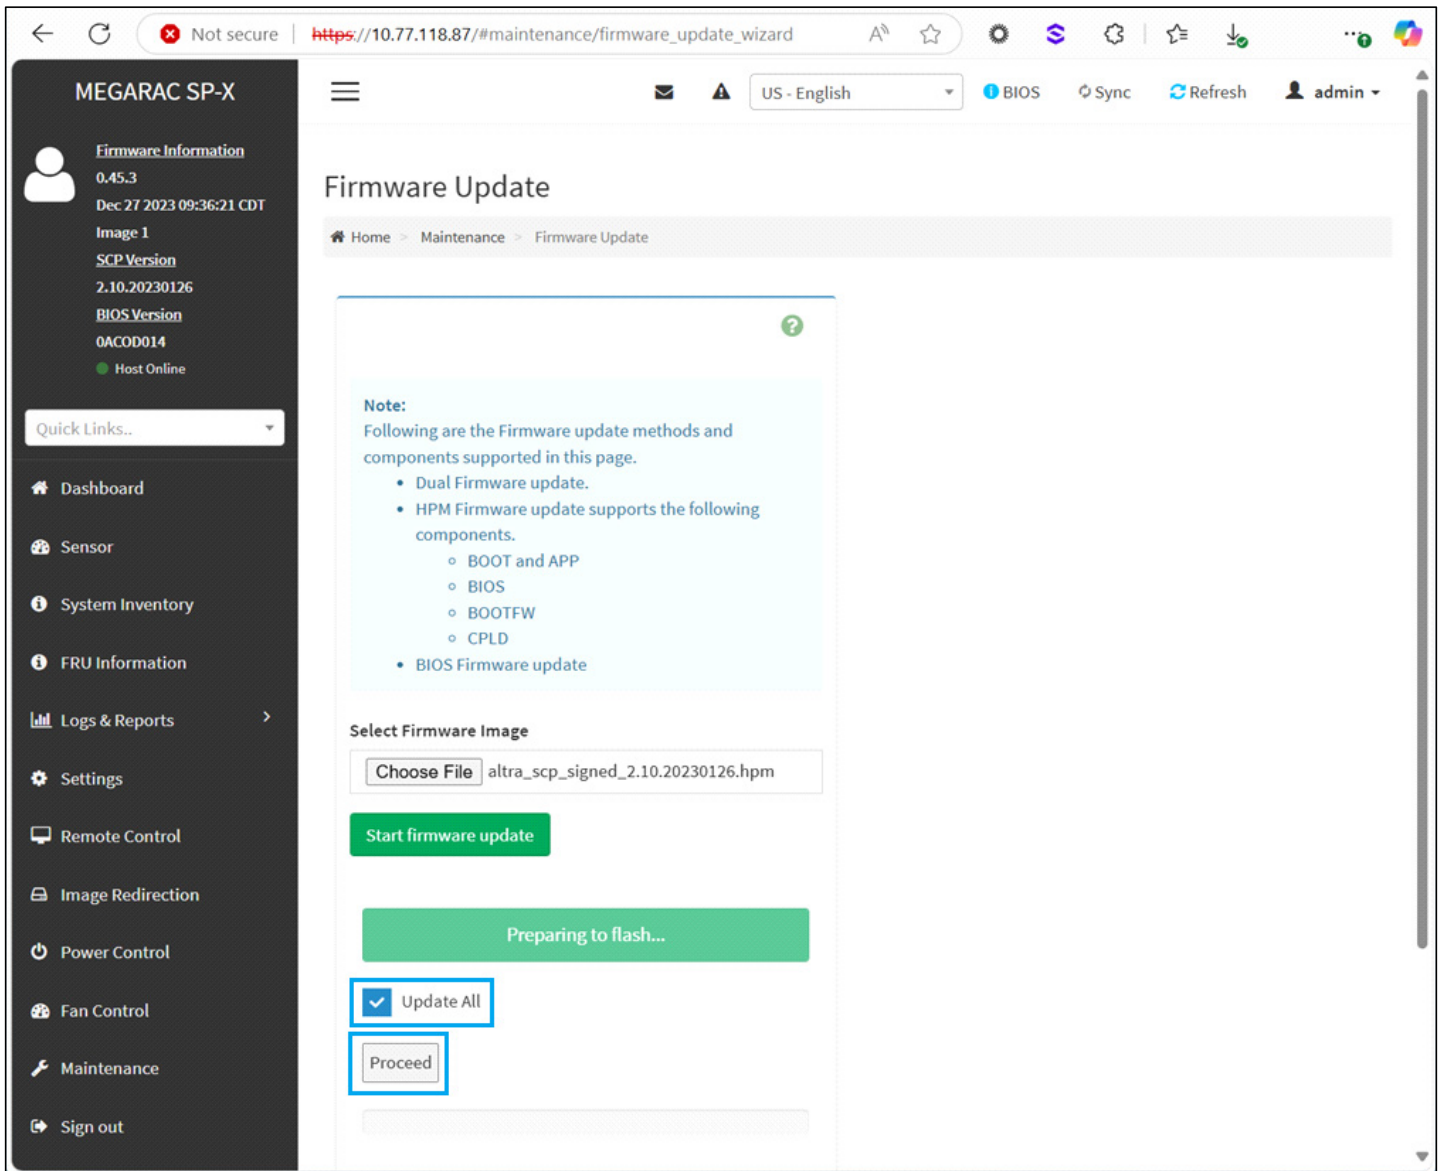 Not secure
https://10.77.118.87/#maintenance/firmware_update_wizard
MEGARAC SP-X
US - English
BIOS
Sync
Refresh
admin
Firmware Information
0.45.3
Dec 27 2023 09:36:21 CDT
Image 1
SCP Version
2.10.20230126
BIOS Version
0ACOD014
Host Online
Quick Links..
Dashboard
Sensor
System Inventory
FRU Information
Logs & Reports
Settings
Remote Control
Image Redirection
Power Control
Fan Control
Maintenance
Sign out
Firmware Update
Home > Maintenance > Firmware Update
Note:
Following are the Firmware update methods and
components supported in this page.
• Dual Firmware update.
• HPM Firmware update supports the following
components.
◦ BOOT and APP
◦ BIOS
◦ BOOTFW
◦ CPLD
• BIOS Firmware update
Select Firmware Image
Choose File altra_scp_signed_2.10.20230126.hpm
Start firmware update
Preparing to flash...
Update All
Proceed